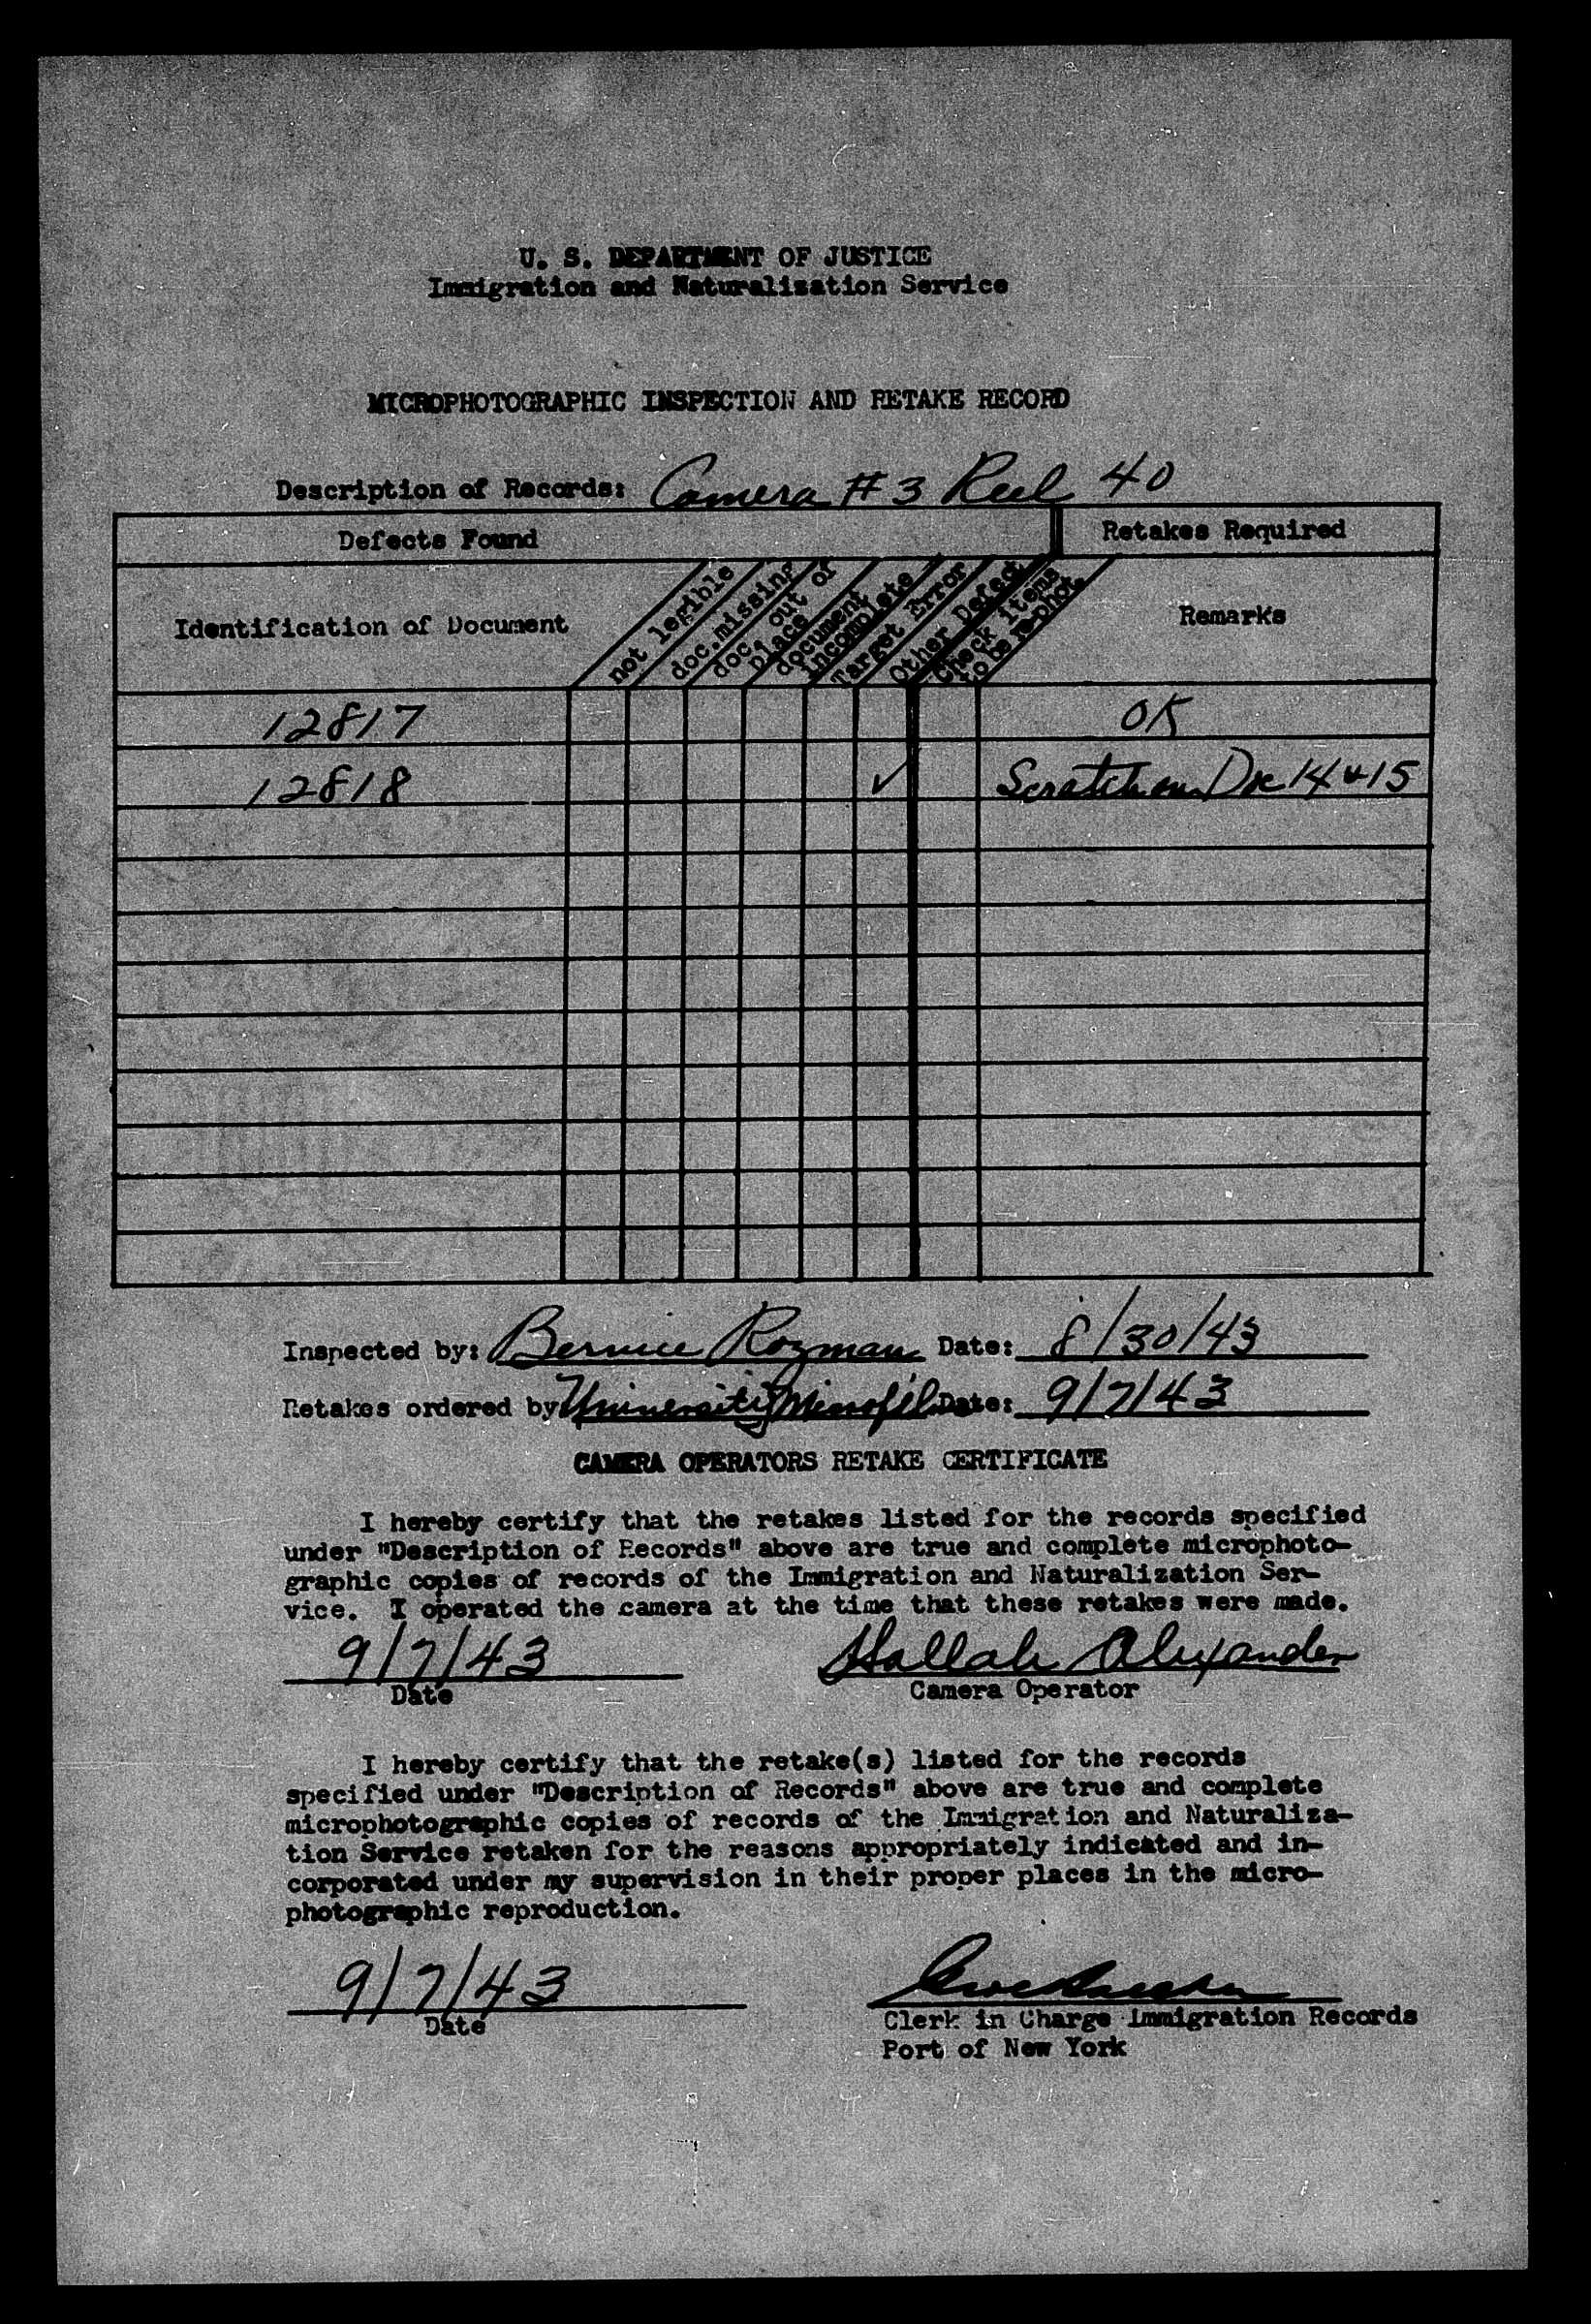 U. S. DEPARTMENT OF JUSTICE
Immigration and Naturalization Service
MICROPHOTOGRAPHIC INSPECTION AND RETAKE RECORD
Description of Records: Camera #3 Reel 40
Defects Found
Retakes Required
Identification of Document
not legible
doc. missing
doc. out of
place
document
incomplete
Target Error
Other Defect
Check items
to be re-phot.
Remarks
12817 OK
12818 ✓ Scratch on Doc 14 & 15
Inspected by: Bernice Rozman Date: 8/30/43
Retakes ordered by University Microfilms Date: 9/7/43
CAMERA OPERATORS RETAKE CERTIFICATE
I hereby certify that the retakes listed for the records specified
under "Description of Records" above are true and complete microphoto-
graphic copies of records of the Immigration and Naturalization Ser-
vice. I operated the camera at the time that these retakes were made.
9/7/43 Hallah Alexander
Date Camera Operator
I hereby certify that the retake(s) listed for the records
specified under "Description of Records" above are true and complete
microphotographic copies of records of the Immigration and Naturaliza-
tion Service retaken for the reasons appropriately indicated and in-
corporated under my supervision in their proper places in the micro-
photographic reproduction.
9/7/43
Date
Clerk in Charge Immigration Records
Port of New York